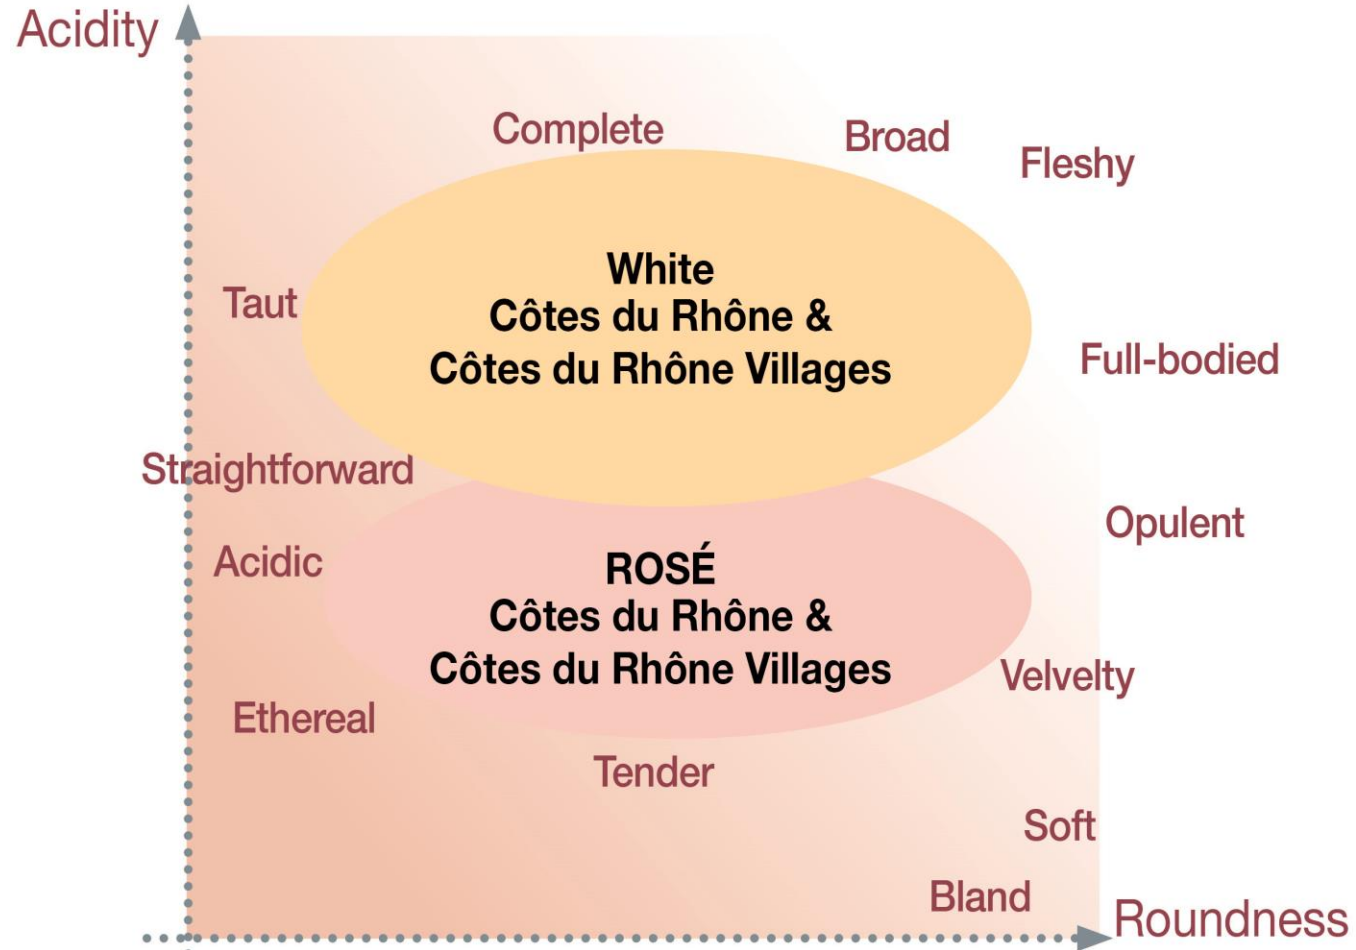 Acidity
Complete
Broad
Fleshy
White
Côtes du Rhône &
Côtes du Rhône Villages
Taut
Full-bodied
Straightforward
Opulent
Acidic
ROSÉ
Côtes du Rhône &
Côtes du Rhône Villages
Velvelty
Ethereal
Tender
Soft
Bland
Roundness